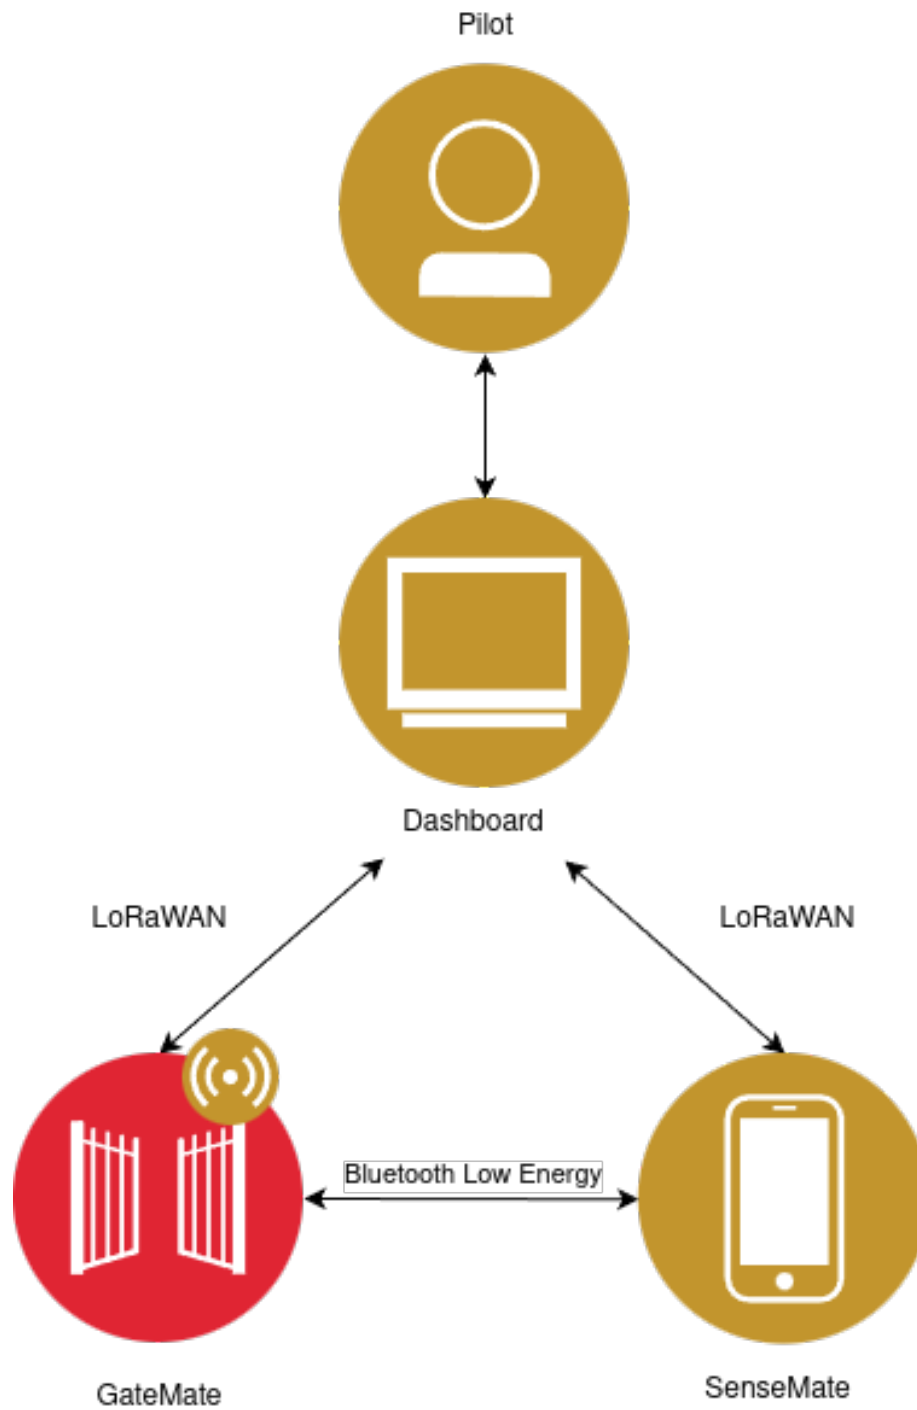 Pilot
Dashboard
LoRaWAN
LoRaWAN
Bluetooth Low Energy
GateMate
SenseMate